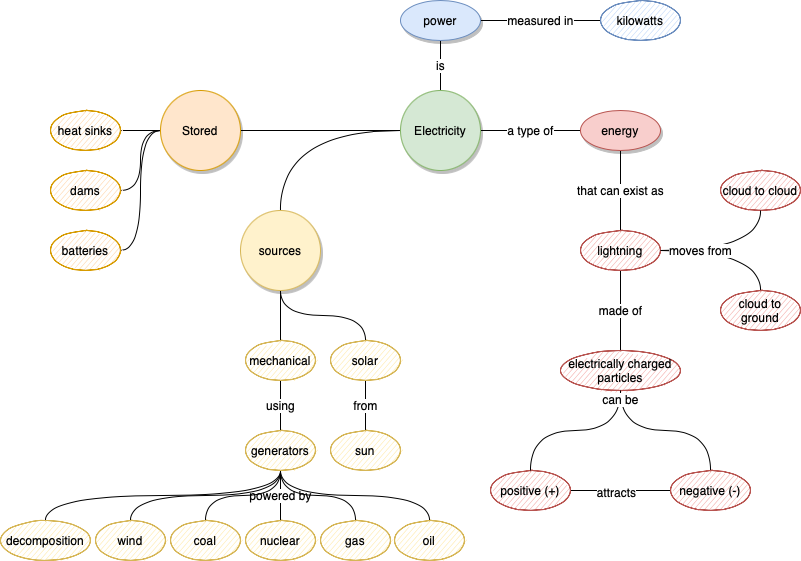 power
measured in
kilowatts
is
heat sinks
Stored
Electricity
a type of
energy
dams
that can exist as
cloud to cloud
batteries
sources
lightning
moves from
cloud to
ground
made of
mechanical
solar
electrically charged
particles
using
from
can be
generators
sun
positive (+)
attracts
negative (-)
powered by
decomposition
wind
coal
nuclear
gas
oil